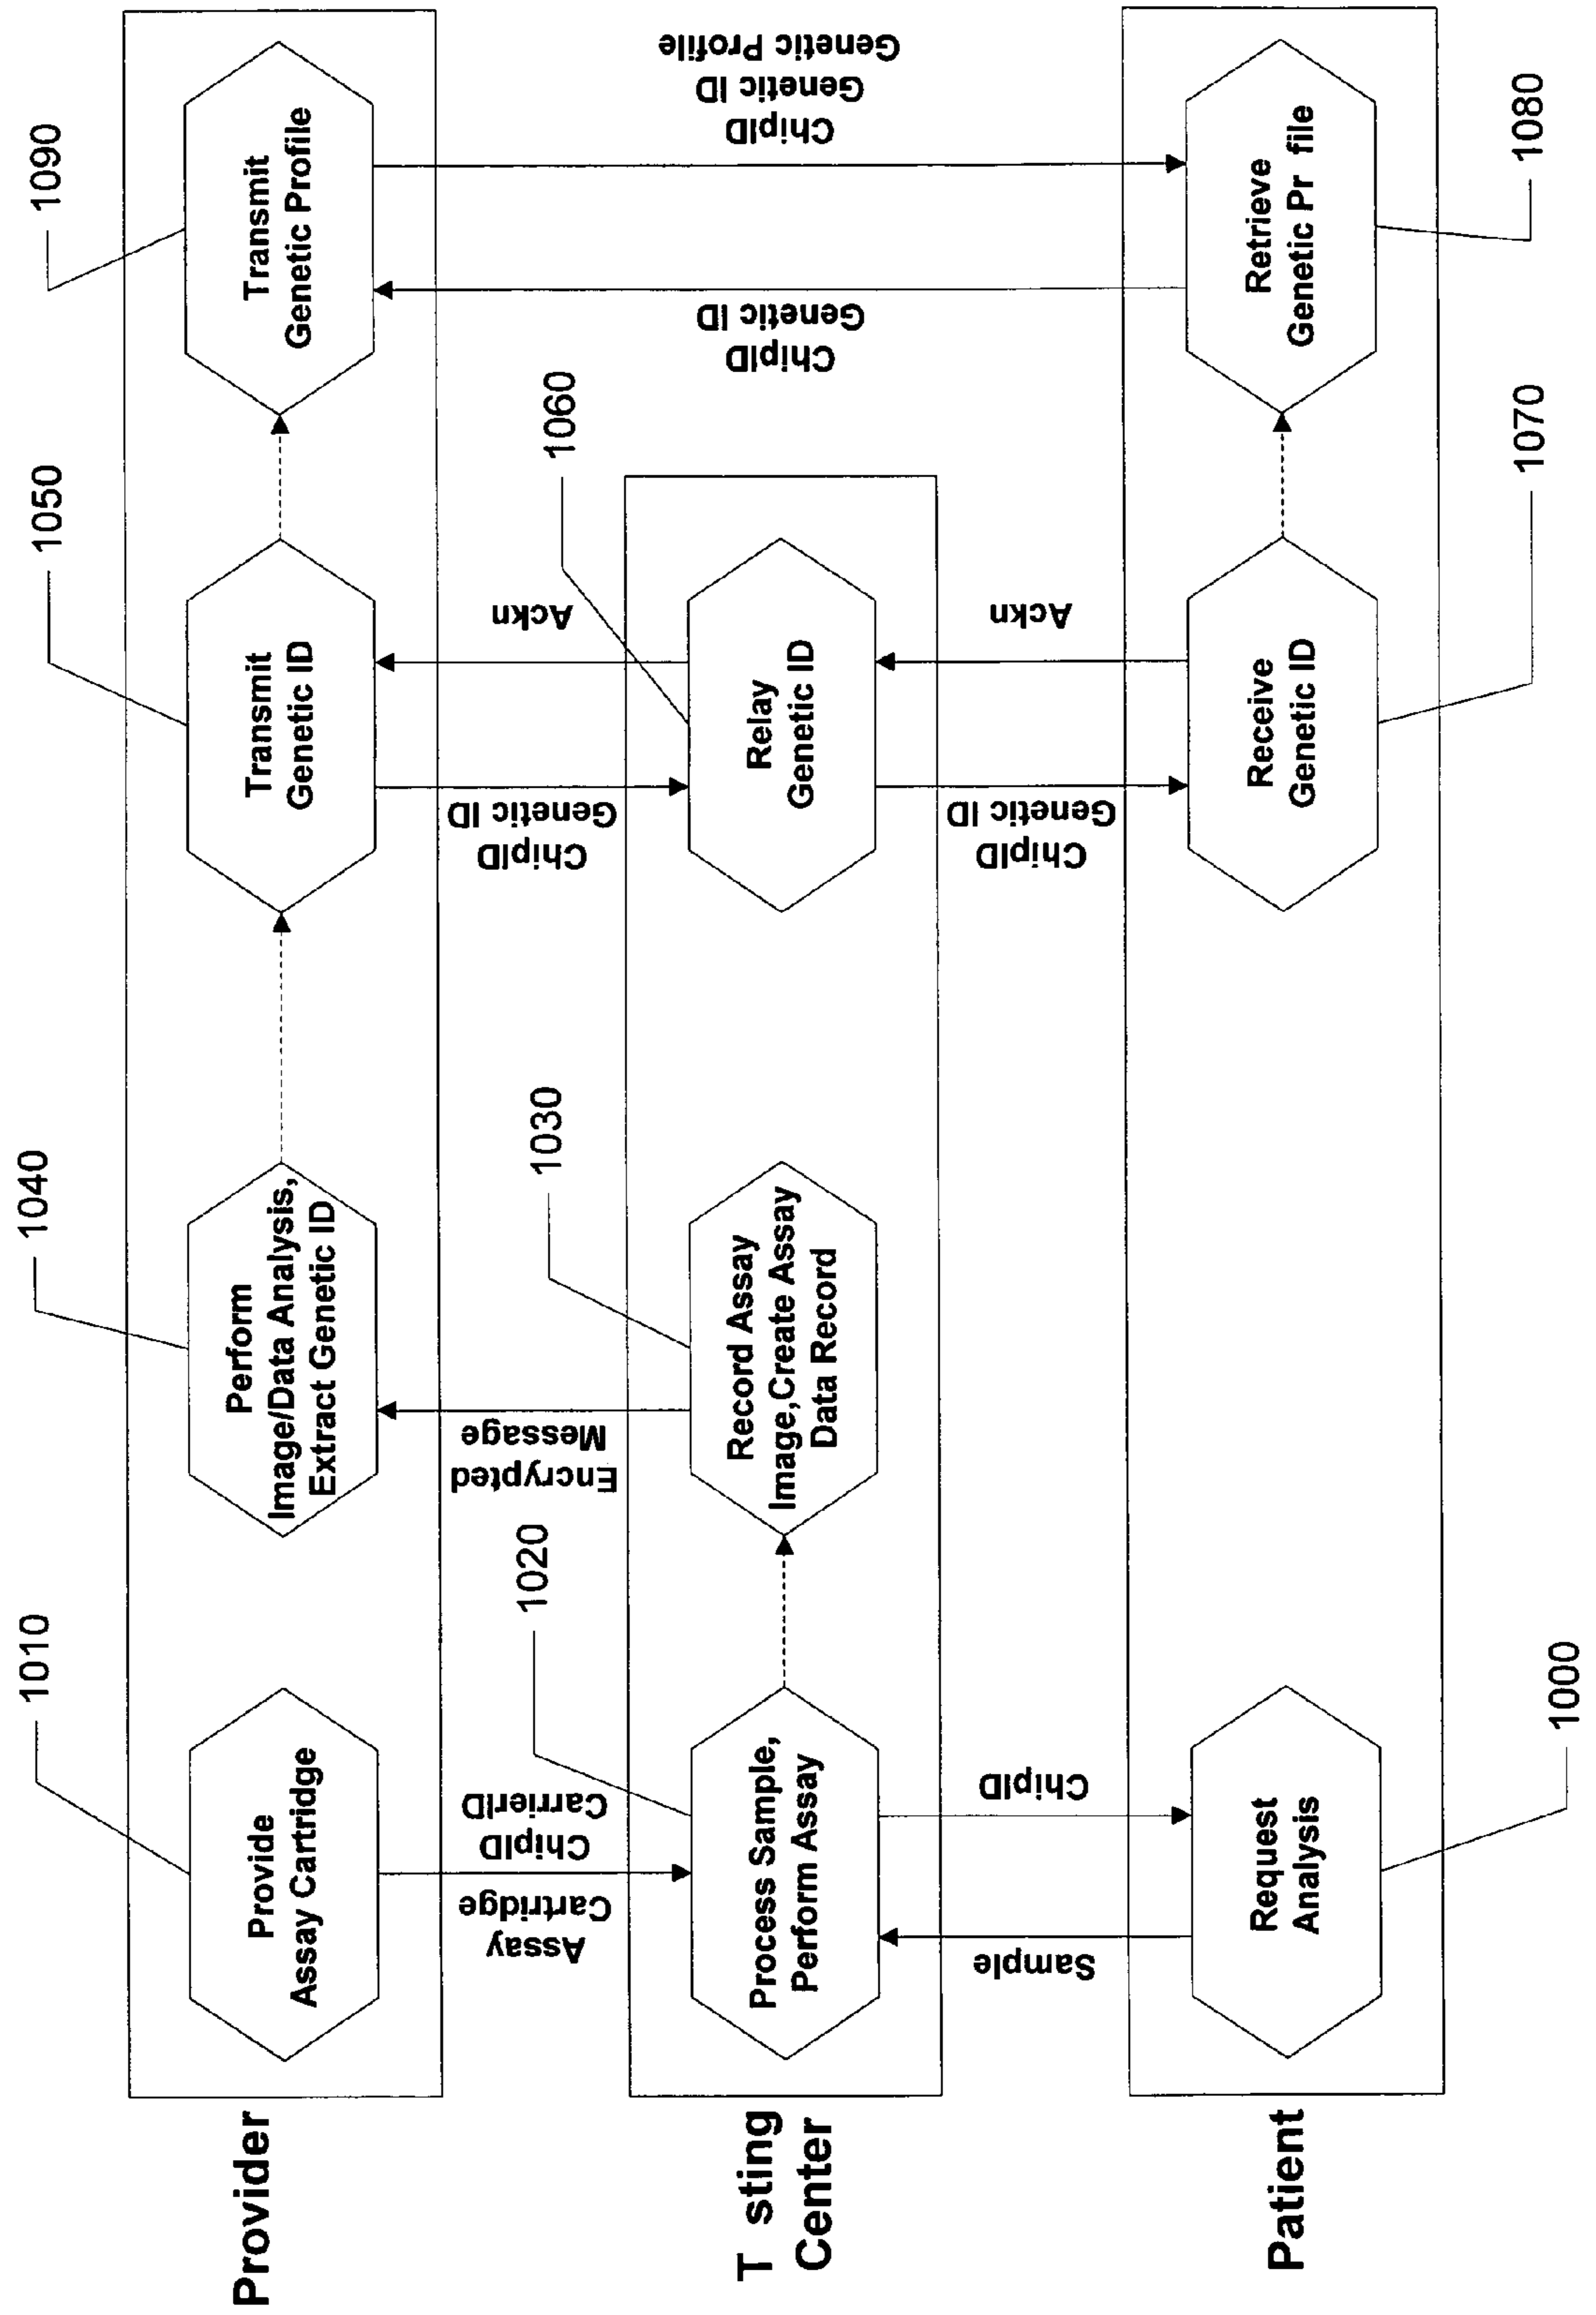 Provider
1010
Provide
Assay Cartridge
1040
Perform
Image/Data Analysis,
Extract Genetic ID
1050
Transmit
Genetic ID
1090
Transmit
Genetic Profile
Assay
Cartridge
ChipID
CarrierID
Encrypted
Message
ChipID
Genetic ID
Ackn
ChipID
Genetic ID
ChipID
Genetic ID
Genetic Profile
T sting
Center
1020
Process Sample,
Perform Assay
1030
Record Assay
Image,Create Assay
Data Record
1060
Relay
Genetic ID
Sample
ChipID
ChipID
Genetic ID
Ackn
Patient
Request
Analysis
1000
Receive
Genetic ID
1070
Retrieve
Genetic Pr file
1080